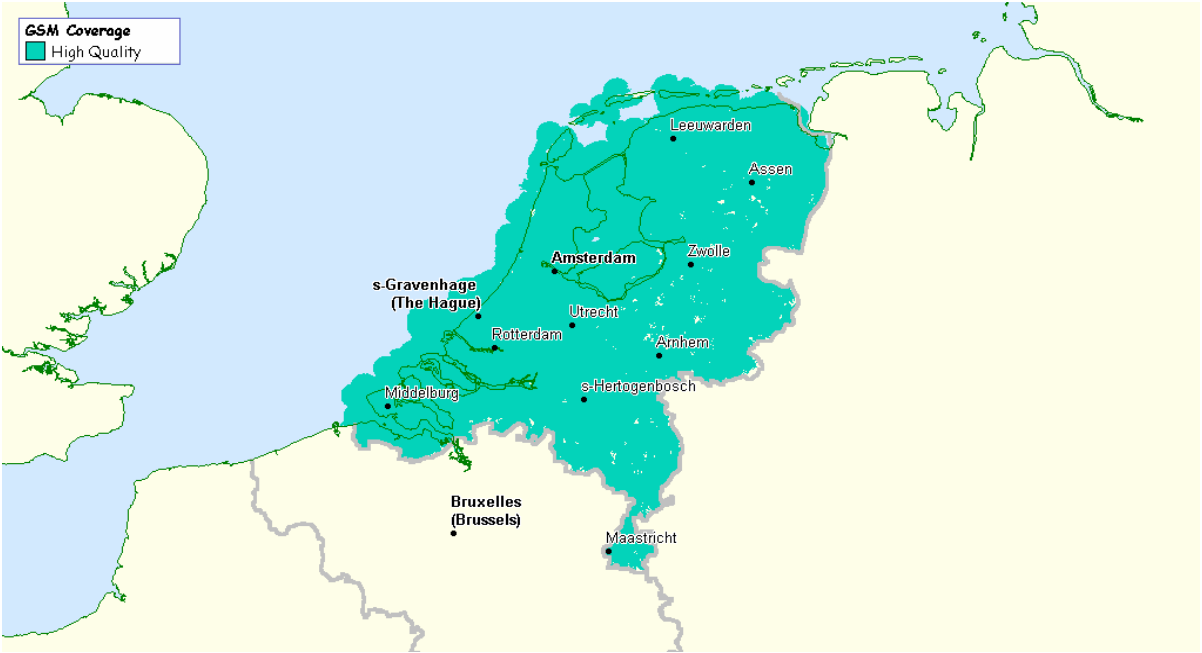 GSM Coverage
High Quality
Leeuwarden
Assen
Zwolle
Amsterdam
s-Gravenhage
(The Hague)
Utrecht
Rotterdam
Arnhem
s-Hertogenbosch
Middelburg
Bruxelles
(Brussels)
Maastricht